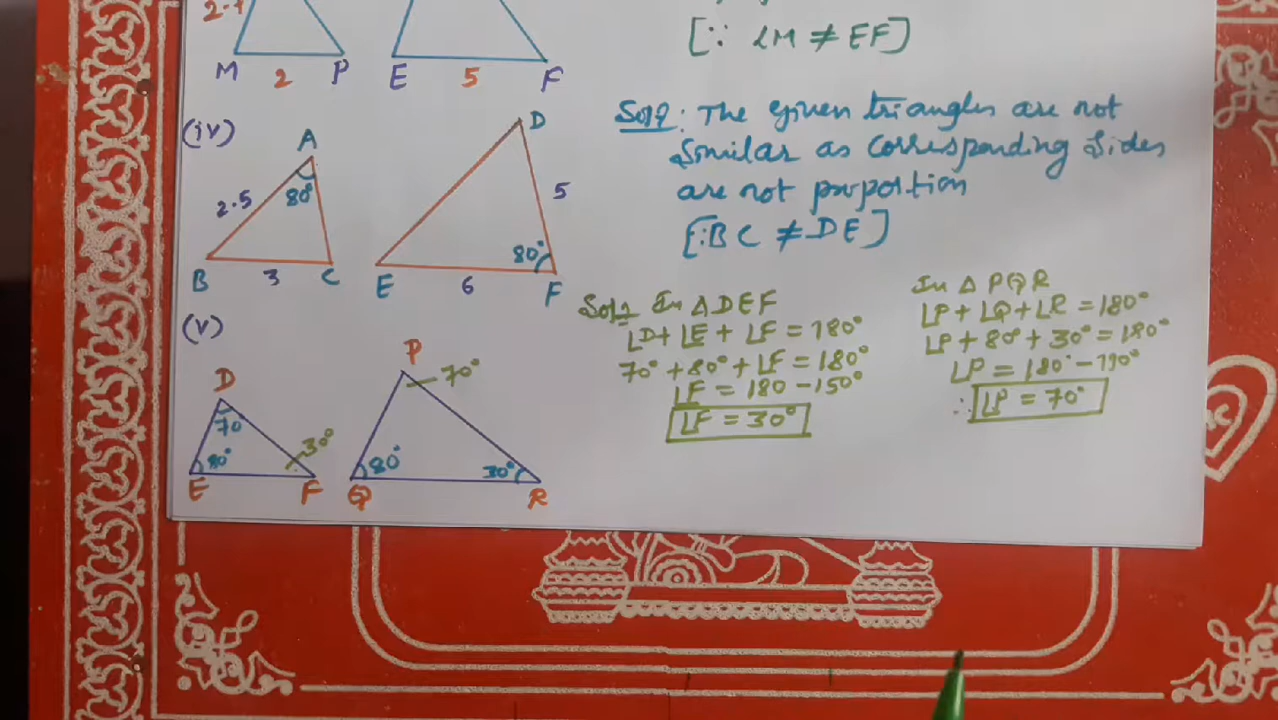 M 2 P E 5 F
[∵ LM ≠ EF]
(iv)
A
80°
2.5
B 3 C
D
5
80°
E 6 F
Soln: The given triangles are not
Similar as corresponding Sides
are not proportion
[∵BC ≠ DE]
(v)
D
70
80° 30°
E F
P
70°
80° 30°
Q R
Soln In △DEF
∠D+∠E+∠F=180°
70°+80°+∠F=180°
∠F = 180-150°
∠F = 30°
In △PQR
∠P+∠Q+∠R=180°
∠P+80°+30°=180°
∠P = 180°-110°
∴ ∠P = 70°